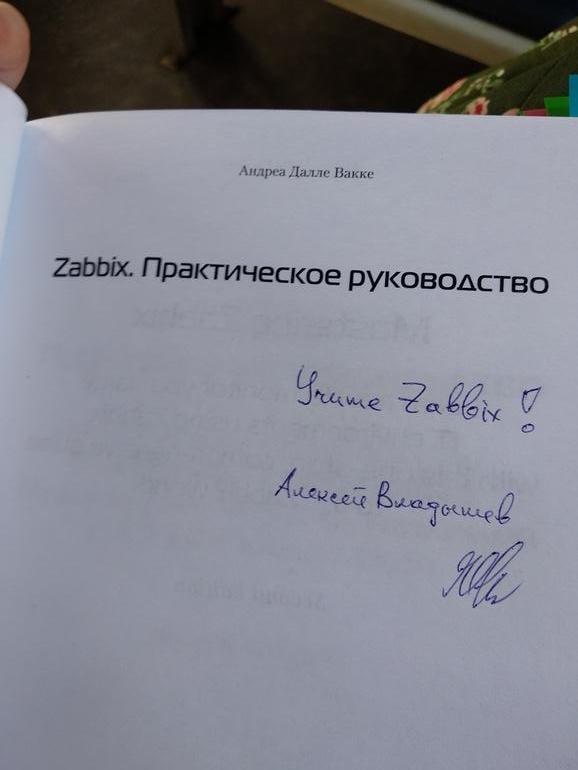 Андреа Далле Вакке
Zabbix. Практическое руководство
Учите Zabbix!
Алексей Владышев